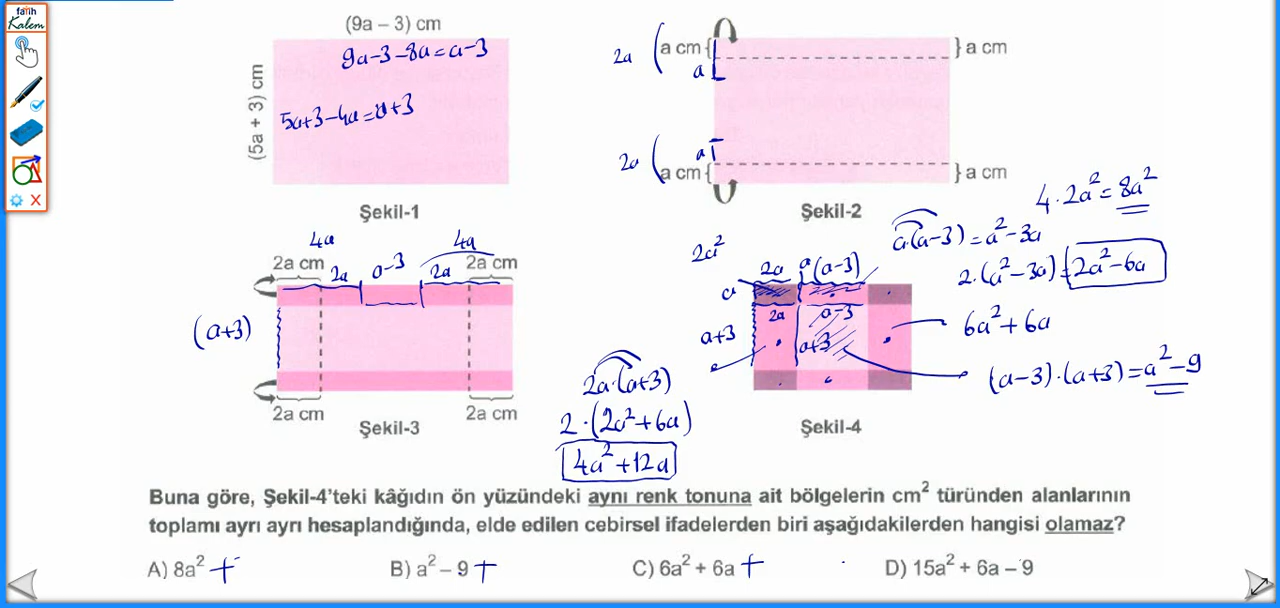 fatih
Kalem
(9a – 3) cm
9a-3-8a=a-3
(5a + 3) cm
5a+3-4a=a+3
Şekil-1
2a
a cm
a
a cm
2a
a
a cm
a cm
Şekil-2
4a
4a
2a cm
2a
a-3
2a
2a cm
(a+3)
2a cm
2a cm
Şekil-3
2a²
2a
a
(a-3)
a
2a
a-3
a+3
a+3
Şekil-4
4.2a²=8a²
a.(a-3)=a²-3a
2.(a²-3a)=2a²-6a
6a²+6a
(a-3).(a+3)=a²-9
2a.(a+3)
2.(2a²+6a)
4a²+12a
Buna göre, Şekil-4'teki kâğıdın ön yüzündeki aynı renk tonuna ait bölgelerin cm² türünden alanlarının
toplamı ayrı ayrı hesaplandığında, elde edilen cebirsel ifadelerden biri aşağıdakilerden hangisi olamaz?
A) 8a² + B) a² – 9 + C) 6a² + 6a + D) 15a² + 6a – 9